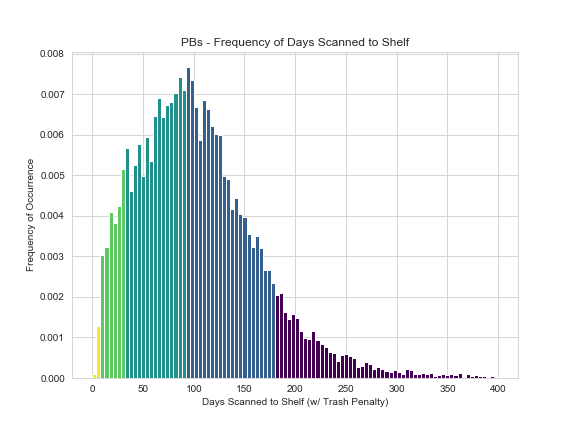 PBs - Frequency of Days Scanned to Shelf
0.008
0.007
0.006
0.005
0.004
0.003
0.002
0.001
0.000
Frequency of Occurrence
0 50 100 150 200 250 300 350 400
Days Scanned to Shelf (w/ Trash Penalty)